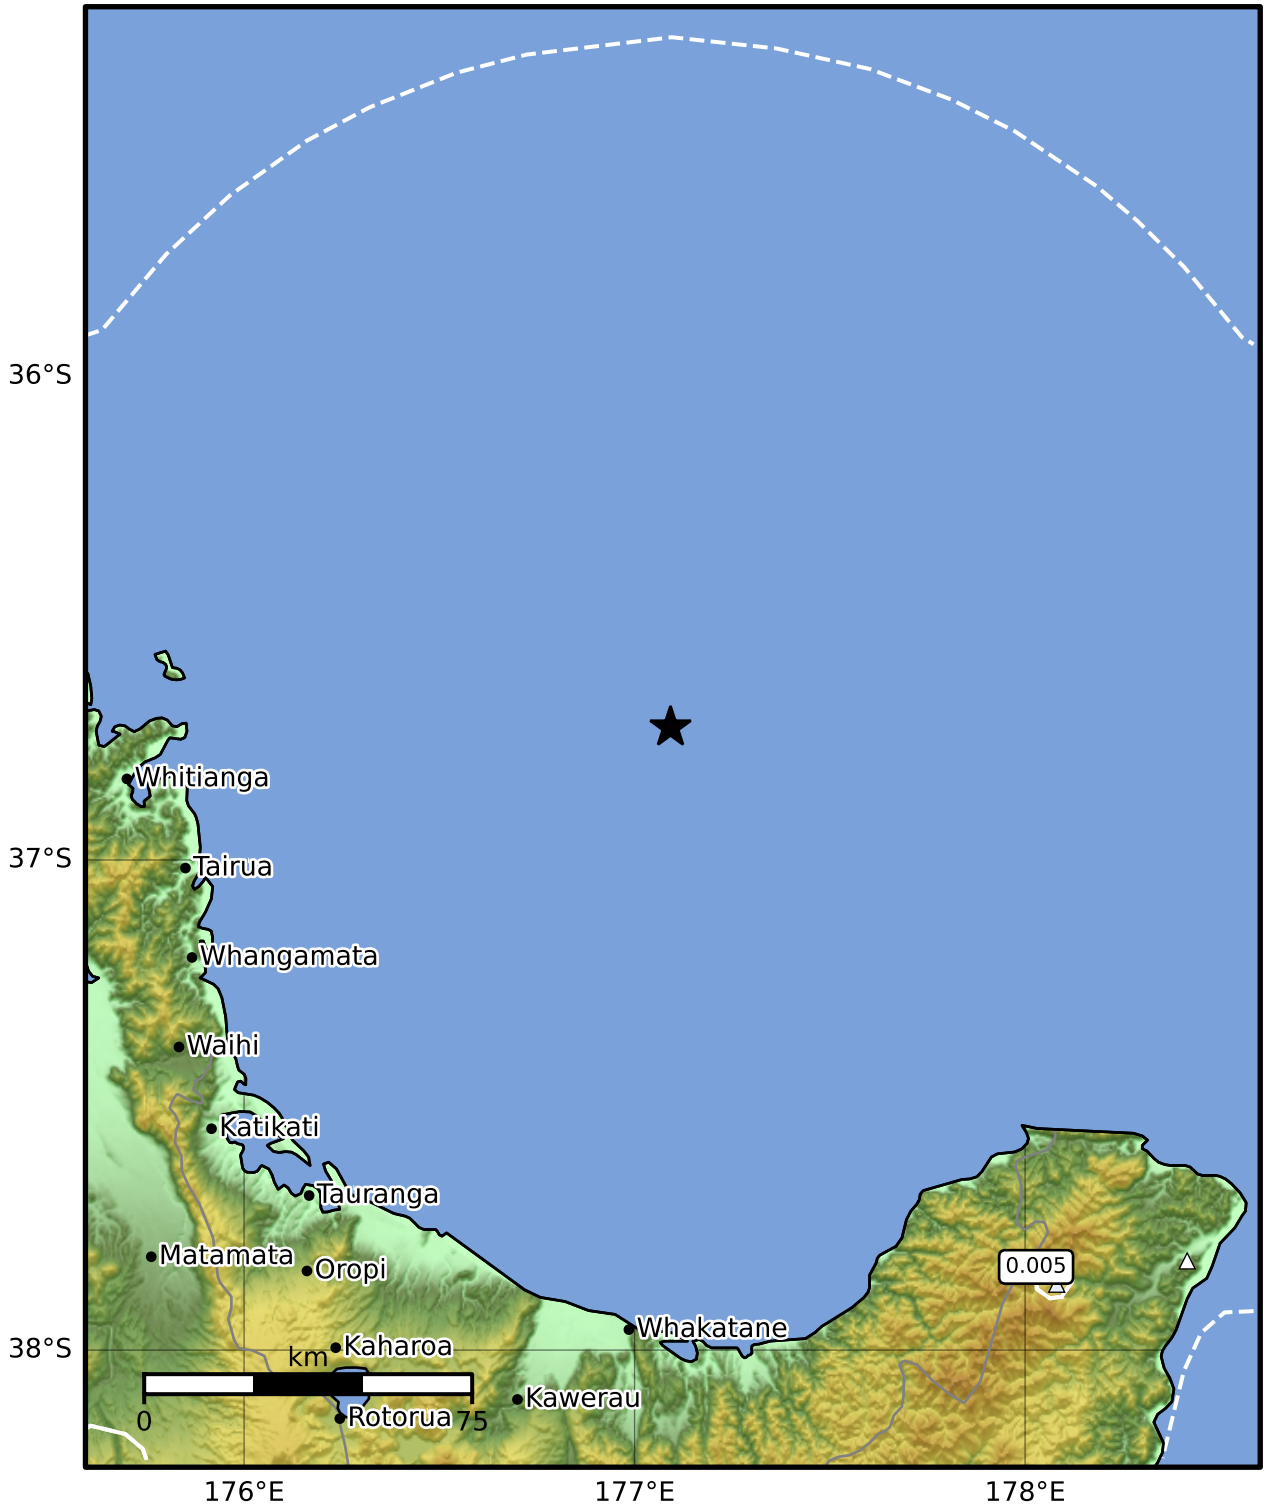 36°S
Whitianga
37°S
Tairua
Whangamata
Waihi
Katikati
Tauranga
Matamata
Oropi
0.005
Whakatane
38°S
Kaharoa
km
Kawerau
0
Rotorua
75
176°E
177°E
178°E